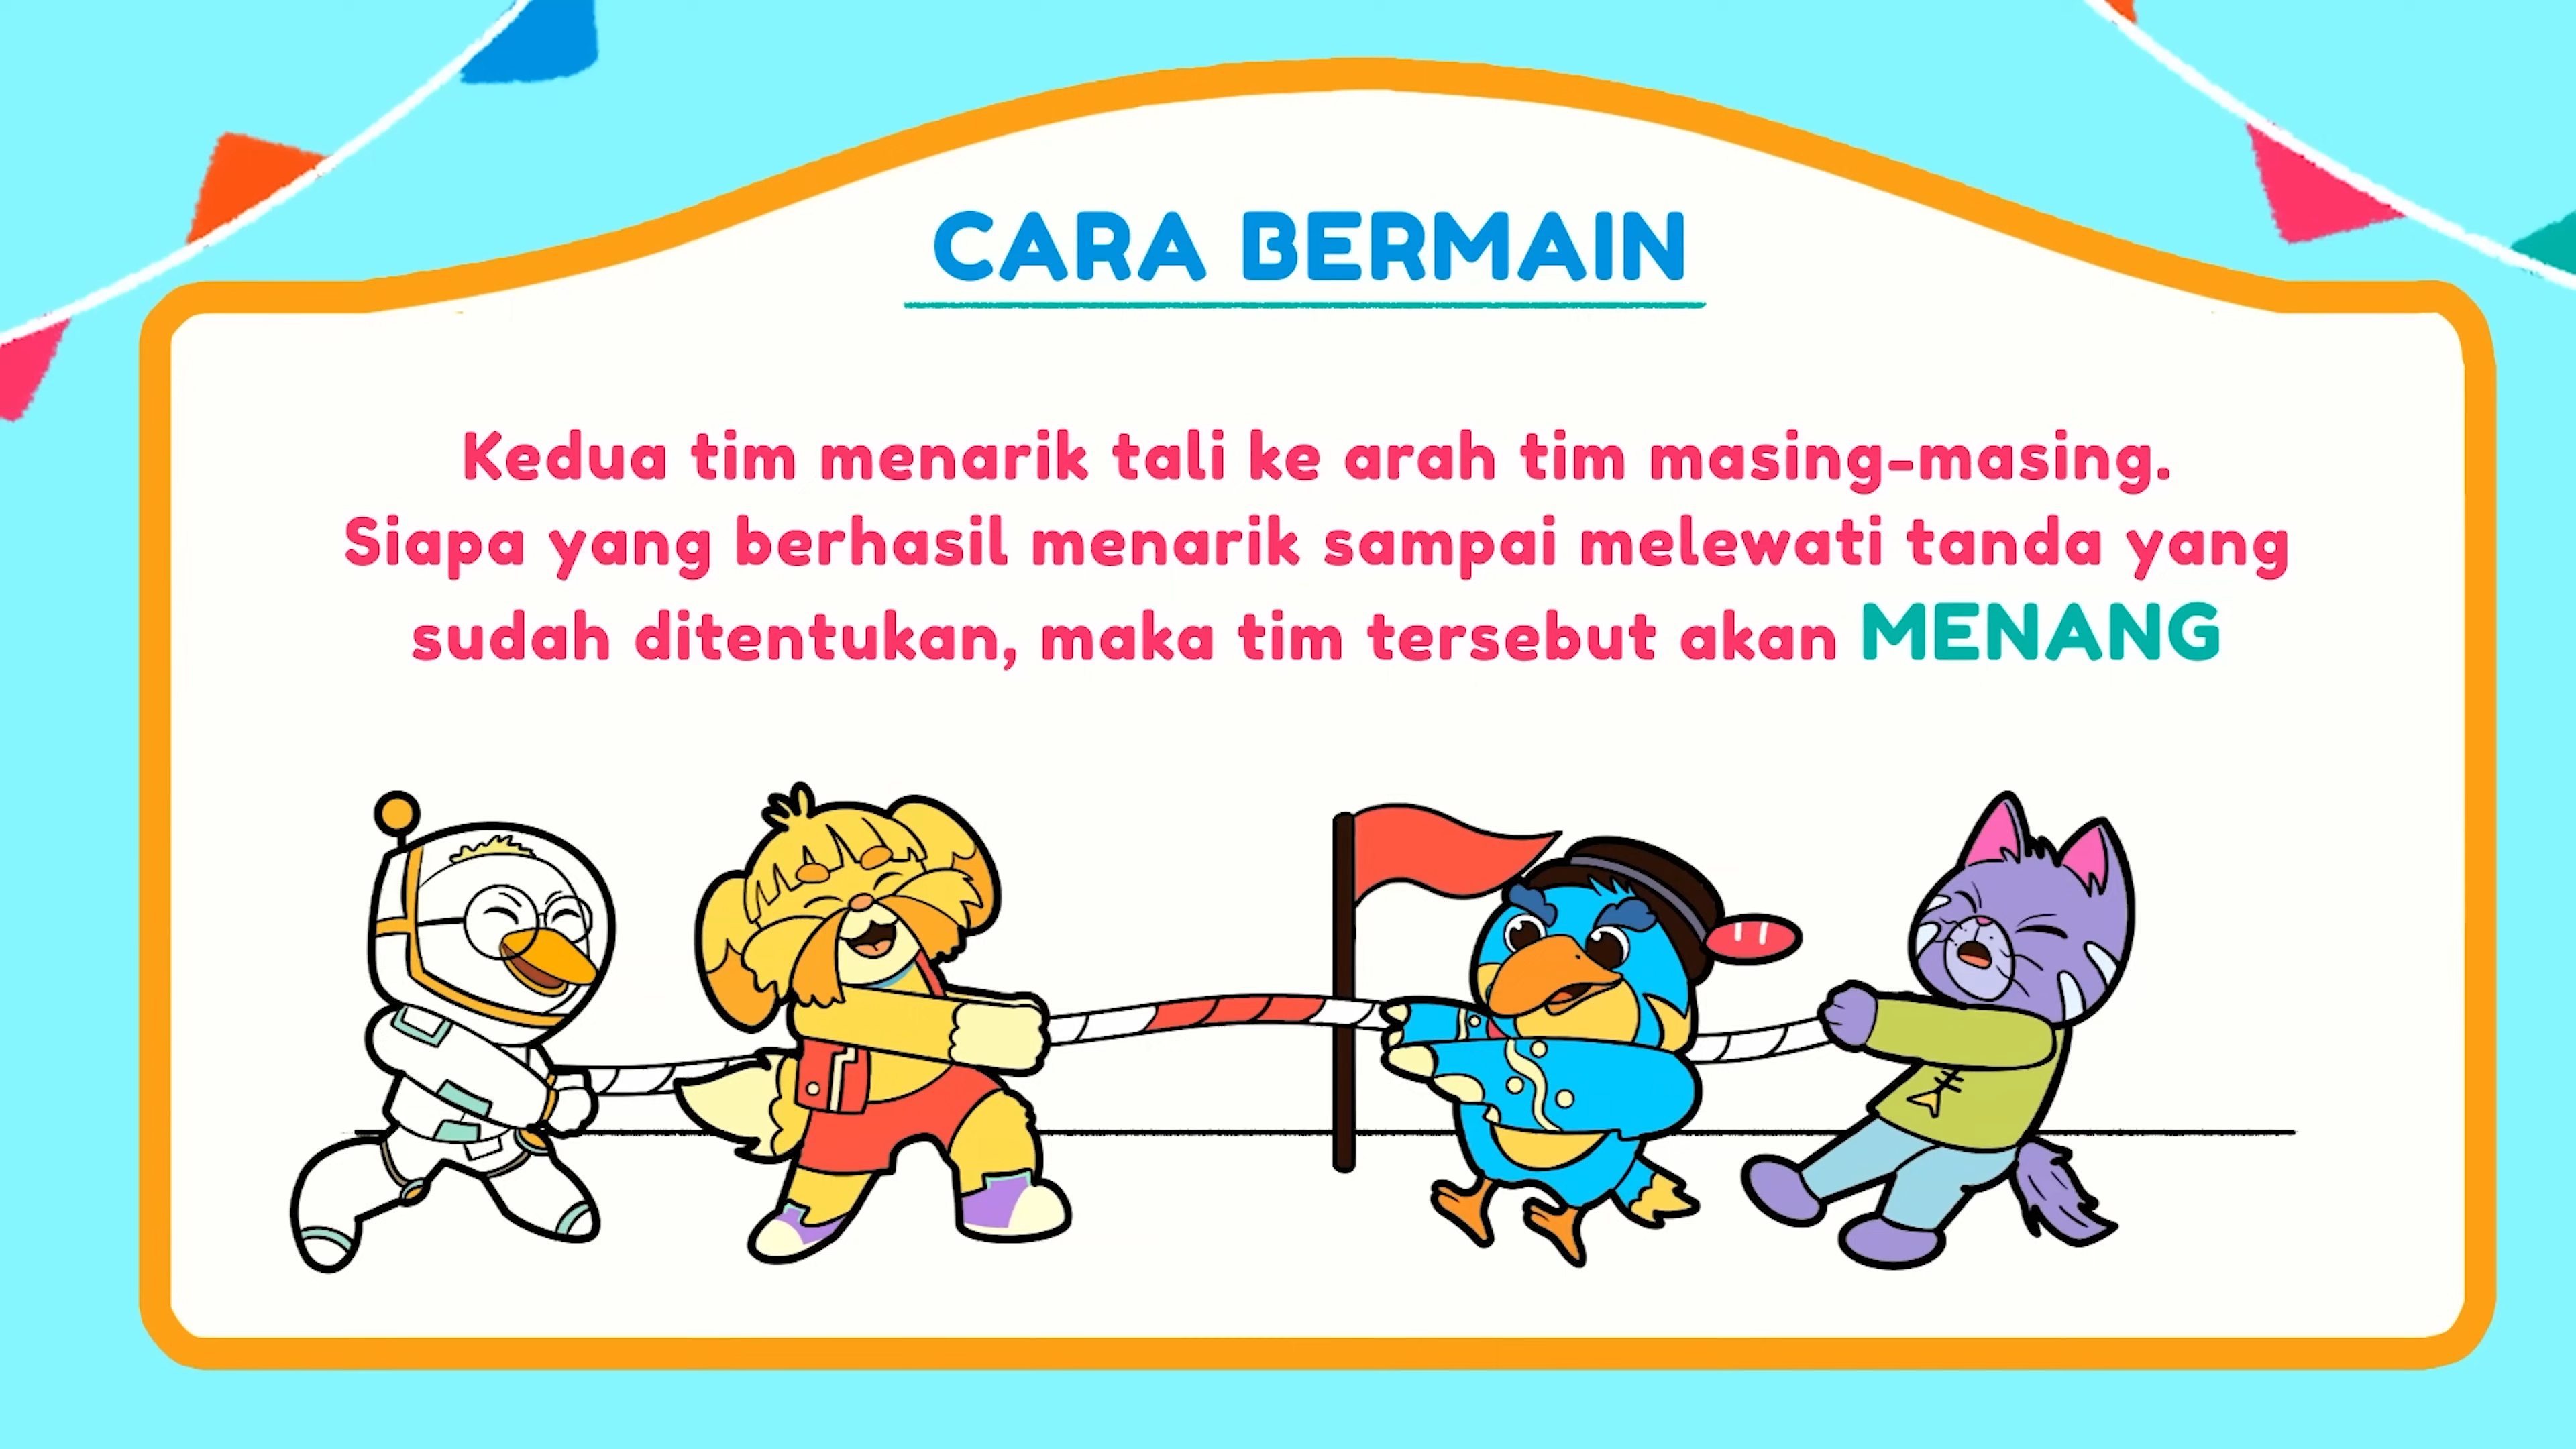 CARA BERMAIN
Kedua tim menarik tali ke arah tim masing-masing.
Siapa yang berhasil menarik sampai melewati tanda yang
sudah ditentukan, maka tim tersebut akan MENANG